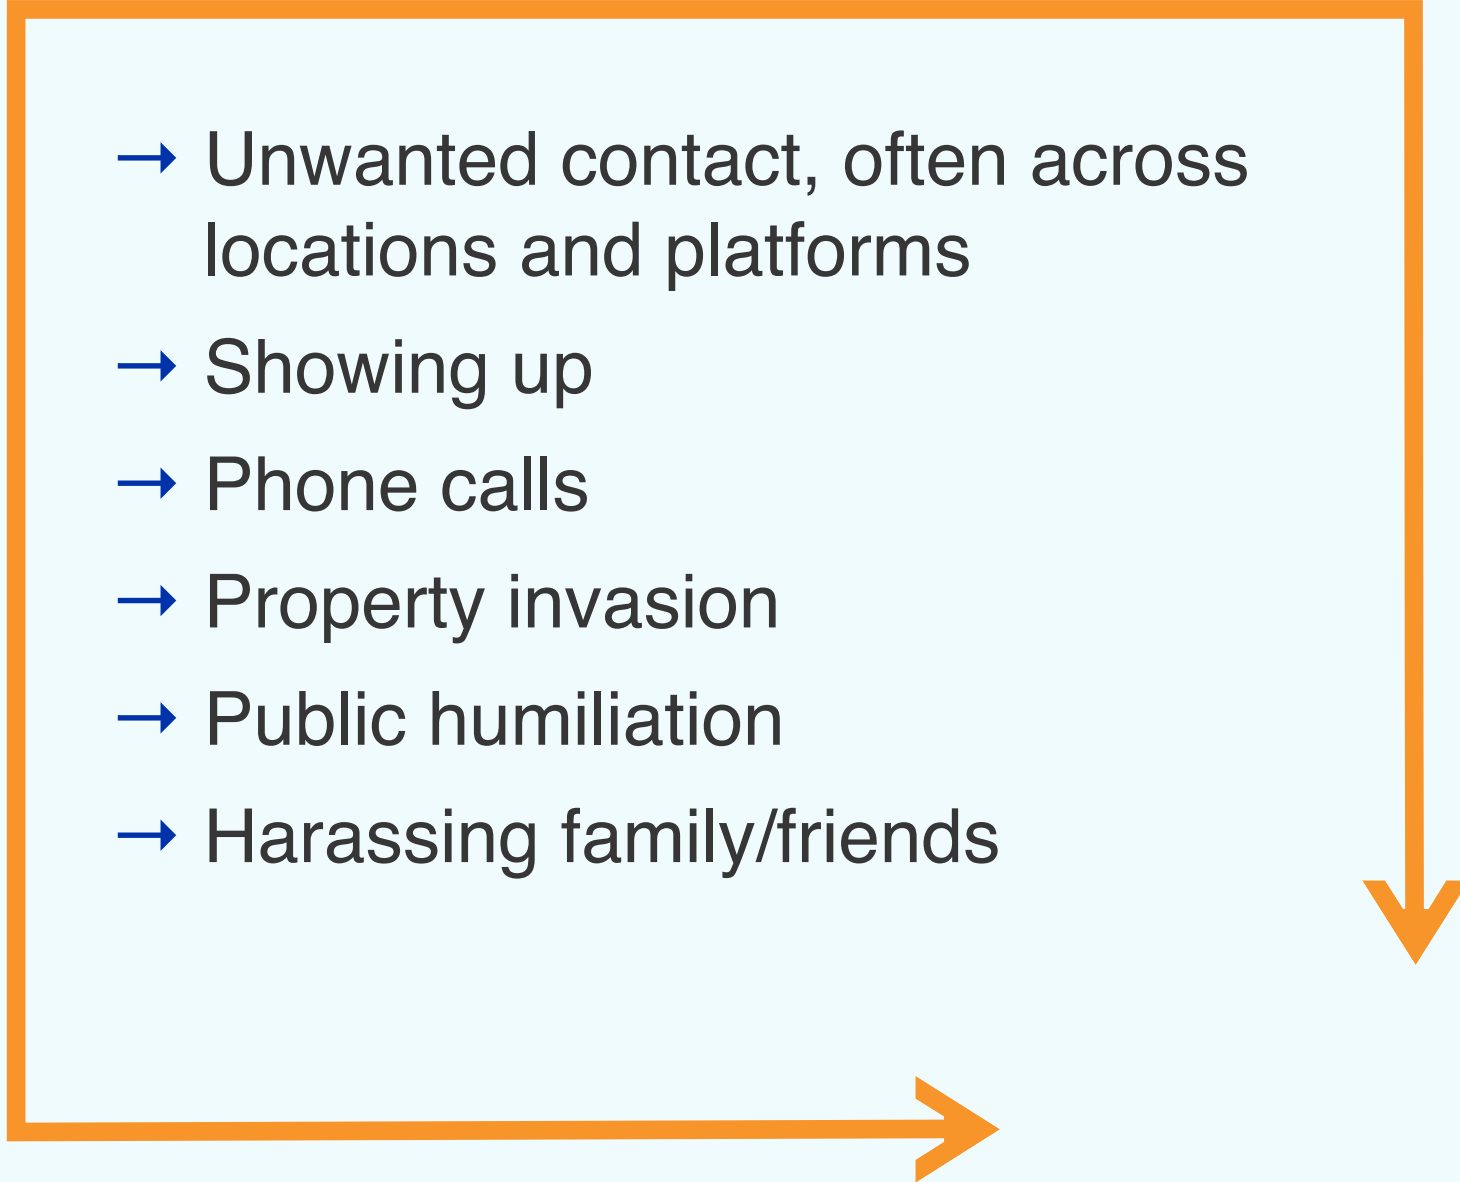 → Unwanted contact, often across
locations and platforms
→ Showing up
→ Phone calls
→ Property invasion
→ Public humiliation
→ Harassing family/friends